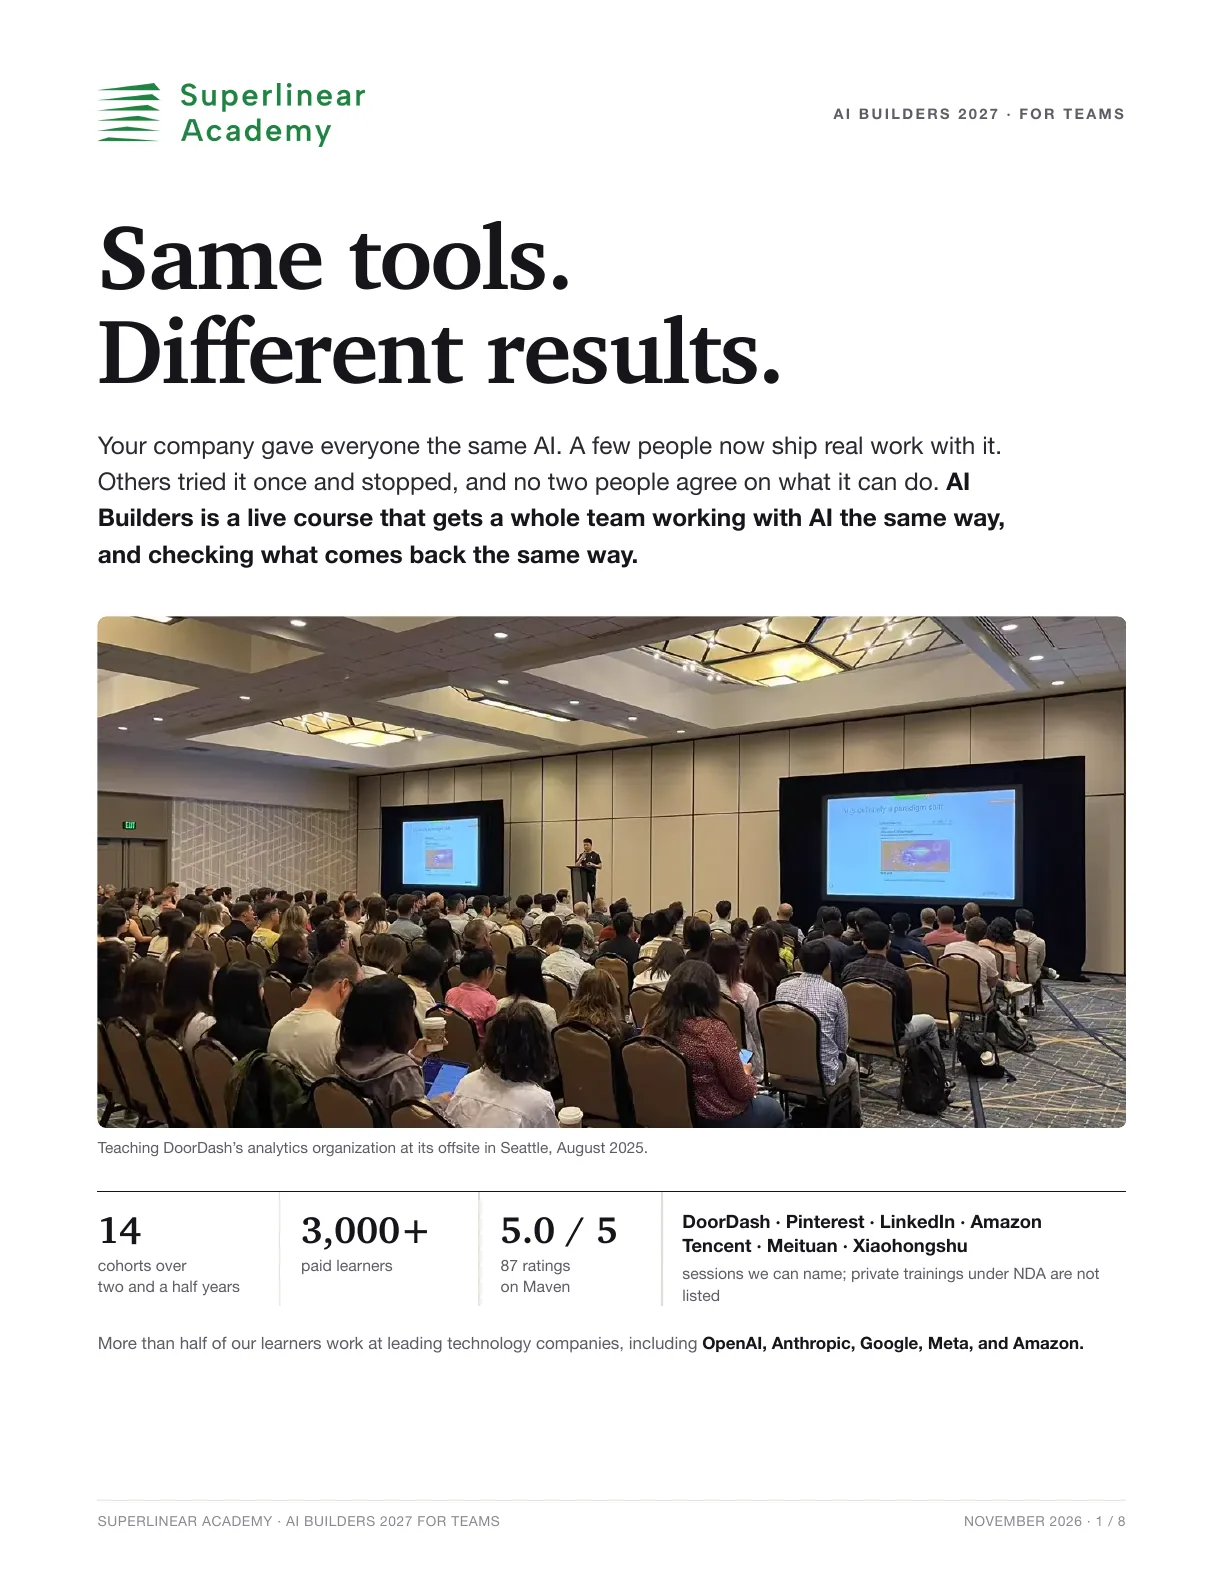 Superlinear
Academy
AI BUILDERS 2027 · FOR TEAMS
Same tools.
Different results.
Your company gave everyone the same AI. A few people now ship real work with it.
Others tried it once and stopped, and no two people agree on what it can do. AI
Builders is a live course that gets a whole team working with AI the same way,
and checking what comes back the same way.
EXIT
Teaching DoorDash’s analytics organization at its offsite in Seattle, August 2025.
14
cohorts over
two and a half years
3,000+
paid learners
5.0 / 5
87 ratings
on Maven
DoorDash · Pinterest · LinkedIn · Amazon
Tencent · Meituan · Xiaohongshu
sessions we can name; private trainings under NDA are not
listed
More than half of our learners work at leading technology companies, including OpenAI, Anthropic, Google, Meta, and Amazon.
SUPERLINEAR ACADEMY · AI BUILDERS 2027 FOR TEAMS
NOVEMBER 2026 · 1 / 8